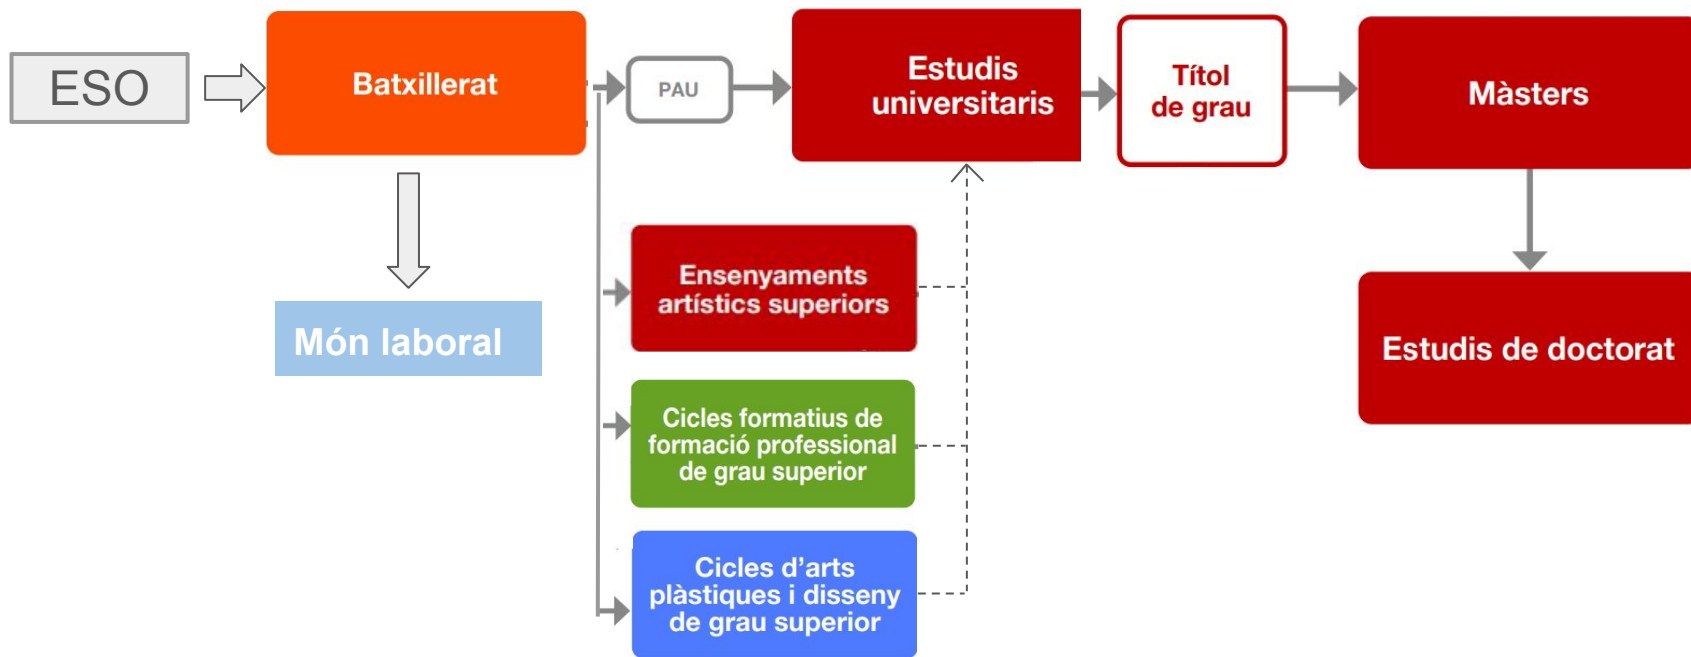 ESO
Batxillerat
PAU
Estudis
universitaris
Títol
de grau
Màsters
Món laboral
Ensenyaments
artístics superiors
Cicles formatius de
formació professional
de grau superior
Cicles d’arts
plàstiques i disseny
de grau superior
Estudis de doctorat